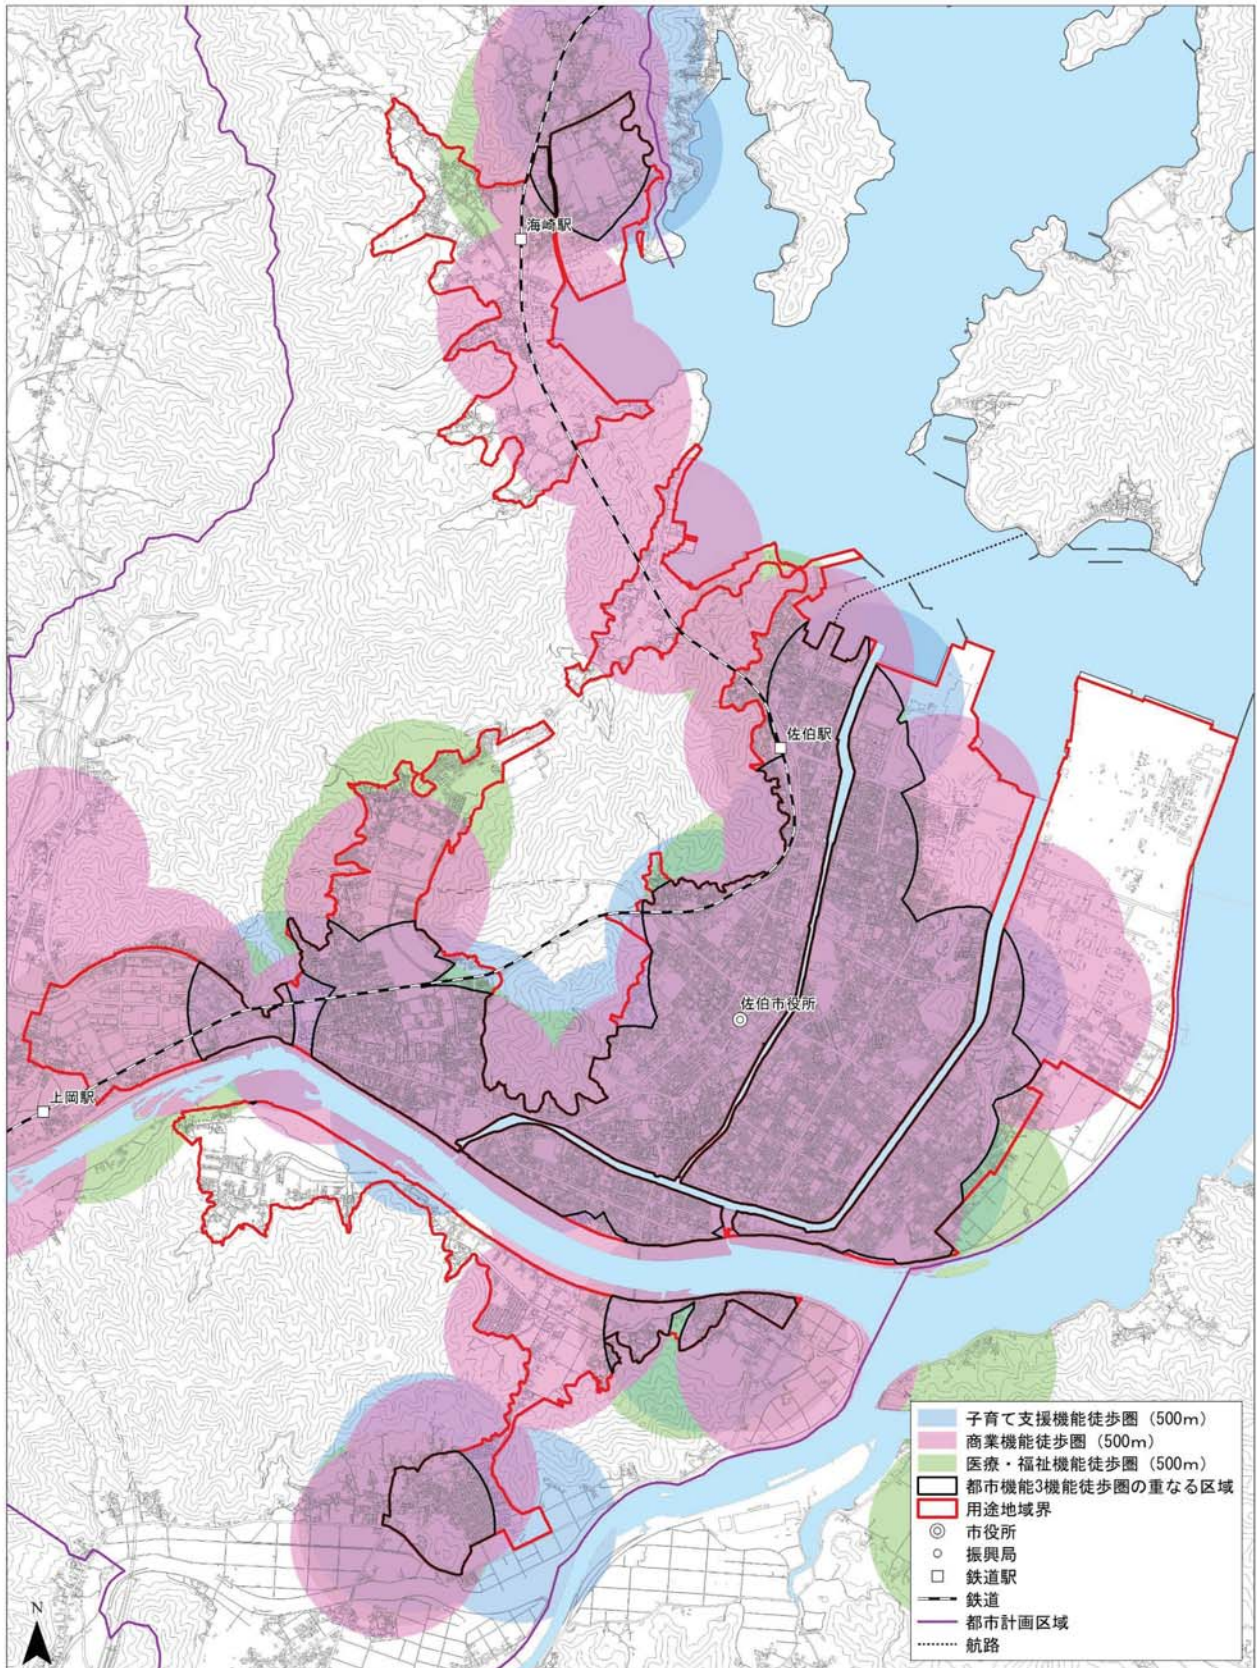 海崎駅
佐伯駅
佐伯市役所
上岡駅
子育て支援機能徒歩圏（500m）
商業機能徒歩圏（500m）
医療・福祉機能徒歩圏（500m）
都市機能3機能徒歩圏の重なる区域
用途地域界
市役所
振興局
鉄道駅
鉄道
都市計画区域
航路
N